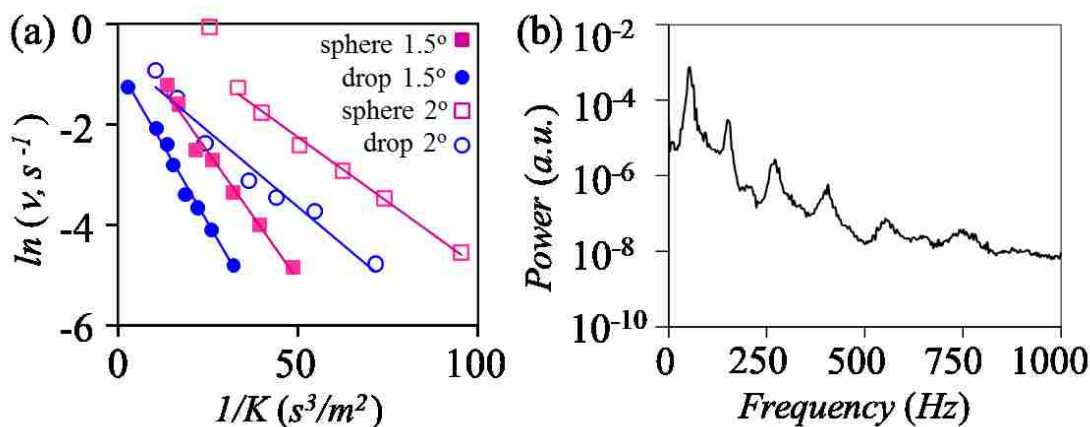 (a)
ln (ν, s⁻¹)
0
-2
-4
-6
0
50
100
1/K (s³/m²)
sphere 1.5°
drop 1.5°
sphere 2°
drop 2°
(b)
Power (a.u.)
10⁻²
10⁻⁴
10⁻⁶
10⁻⁸
10⁻¹⁰
0
250
500
750
1000
Frequency (Hz)